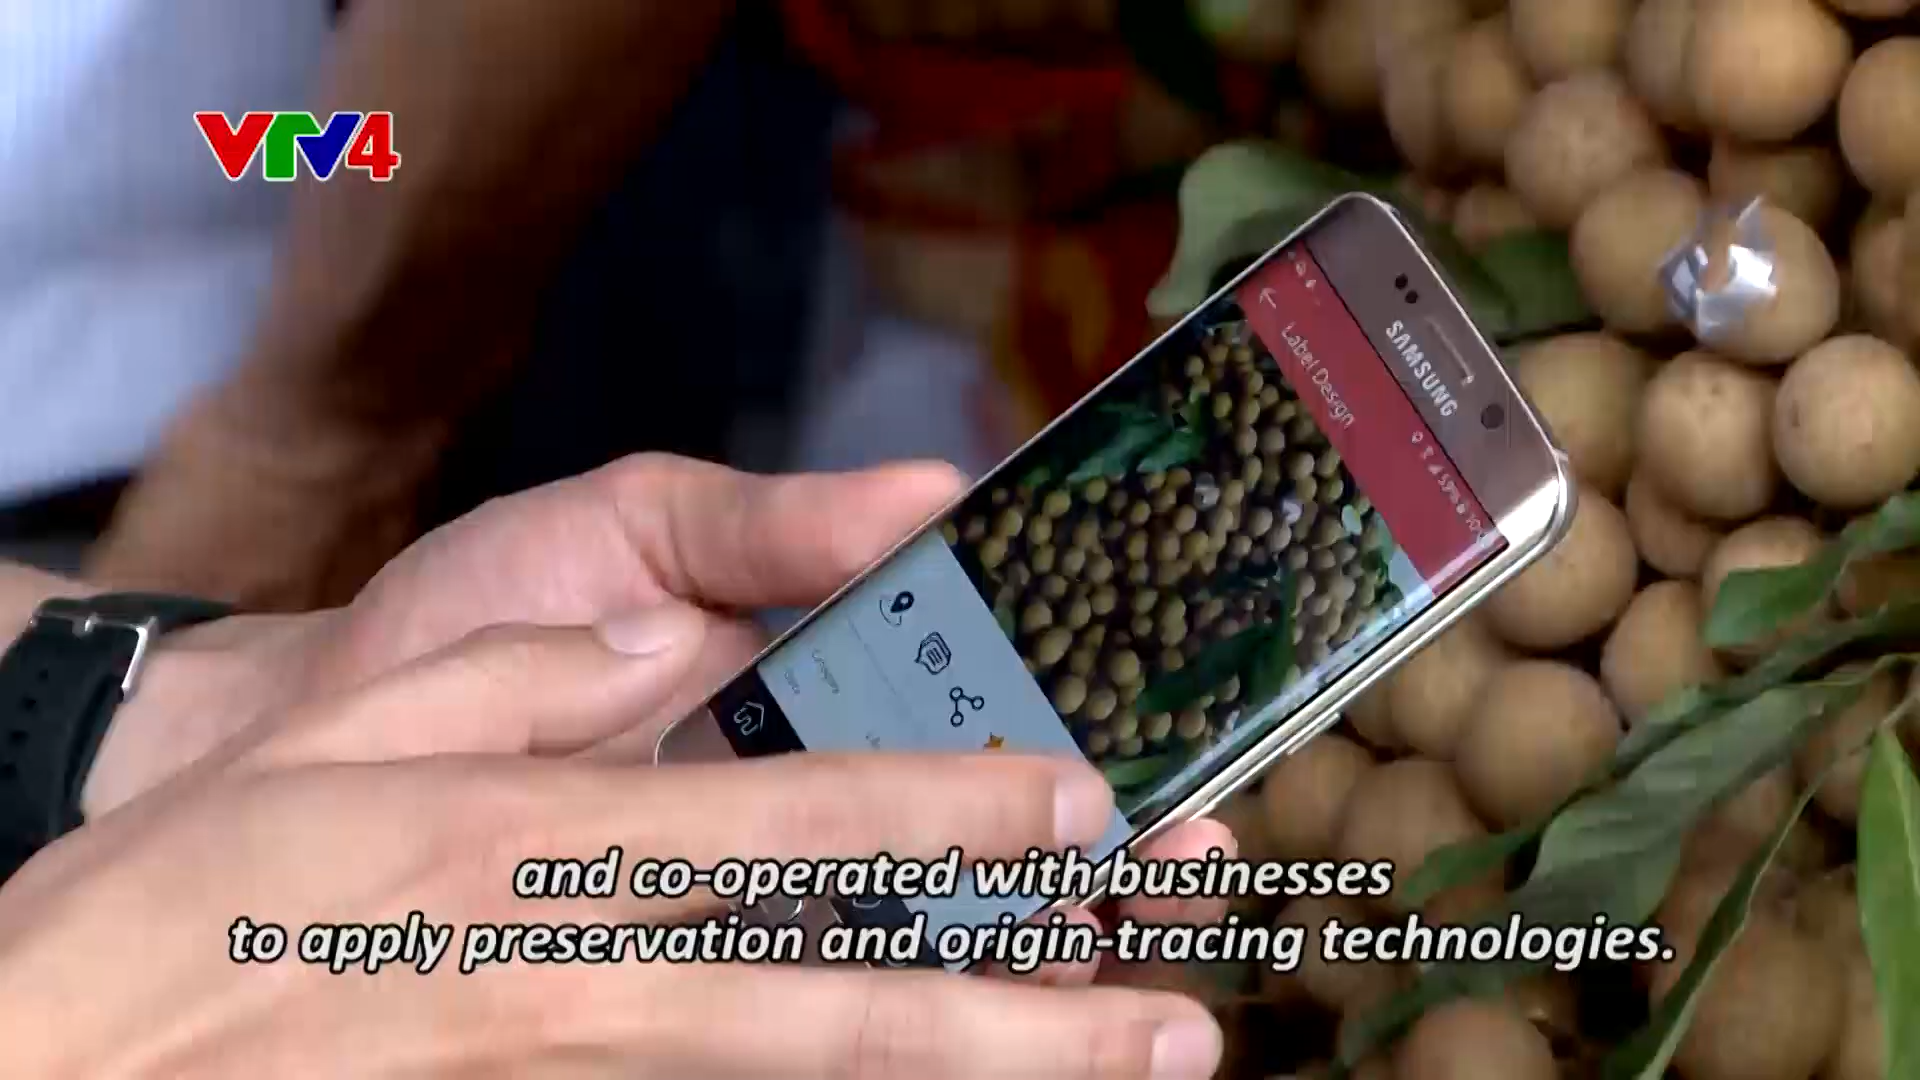 VTV4
SAMSUNG
Label Design
and co-operated with businesses
to apply preservation and origin-tracing technologies.